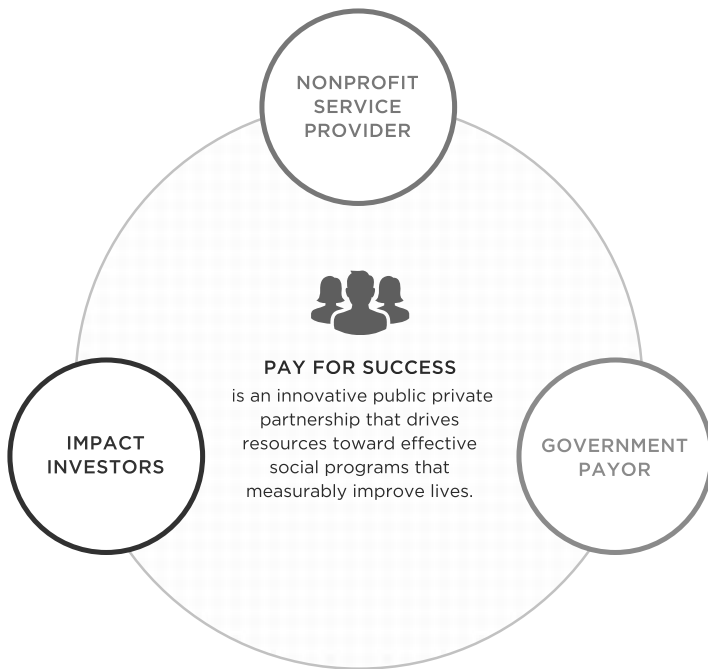 NONPROFIT
SERVICE
PROVIDER
PAY FOR SUCCESS
is an innovative public private
partnership that drives
resources toward effective
social programs that
measurably improve lives.
IMPACT
INVESTORS
GOVERNMENT
PAYOR